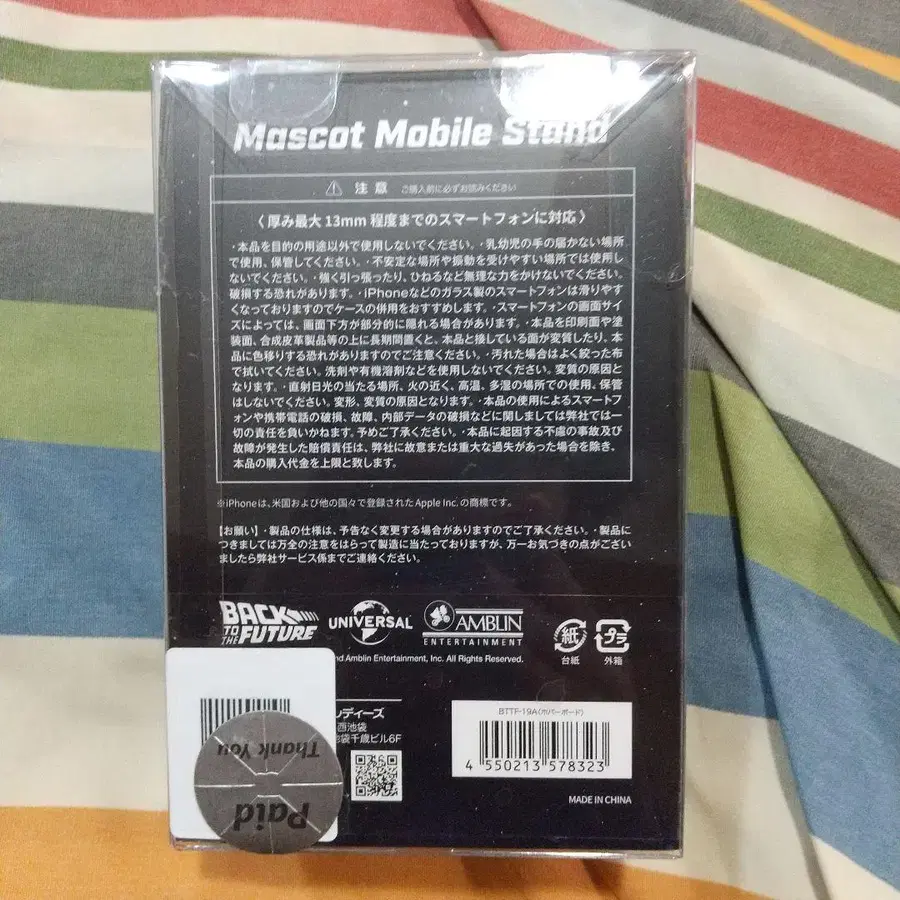 Mascot Mobile Stand
注意 ご購入前に必ずお読みください
〈 厚み最大 13mm 程度までのスマートフォンに対応 〉
・本品を目的の用途以外で使用しないでください。・乳幼児の手の届かない場所
で使用、保管してください。・不安定な場所や振動を受けやすい場所では使用し
ないでください。・強く引っ張ったり、ひねるなど無理な力をかけないでください。
破損する恐れがあります。・iPhoneなどのガラス製のスマートフォンは滑りやす
くなっておりますのでケースの併用をおすすめします。・スマートフォンの画面サイ
ズによっては、画面下方が部分的に隠れる場合があります。・本品を印刷面や塗
装面、合成皮革製品等の上に長期間置くと、本品と接している面が変質したり、本
品に色移りする恐れがありますのでご注意ください。・汚れた場合はよく絞った布
で拭いてください。洗剤や有機溶剤などを使用しないでください。変質の原因と
なります。・直射日光の当たる場所、火の近く、高温、多湿の場所での使用、保管
はしないでください。変形、変質の原因となります。・本品の使用によるスマートフ
ォンや携帯電話の破損、故障、内部データの破損などに関しましては弊社では一
切の責任を負いかねます。予めご了承ください。・本品に起因する不慮の事故及び
故障が発生した賠償責任は、弊社に故意または重大な過失があった場合を除き、
本品の購入代金を上限と致します。
※iPhoneは、米国および他の国々で登録された Apple Inc. の商標です。
【お願い】・製品の仕様は、予告なく変更する場合がありますのでご了承ください。・製品に
つきましては万全の注意をはらって製造に当たっておりますが、万一お気づきの点がござい
ましたら弊社サービス係までご連絡ください。
BACK TO THE FUTURE
UNIVERSAL
AMBLIN ENTERTAINMENT
紙 台紙
プラ 外箱
nd Amblin Entertainment, Inc. All Rights Reserved.
ンディーズ
西池袋
池袋千歳ビル6F
BTTF-19A(ホバーボード)
4 550213 578323
MADE IN CHINA
Thank You
Paid